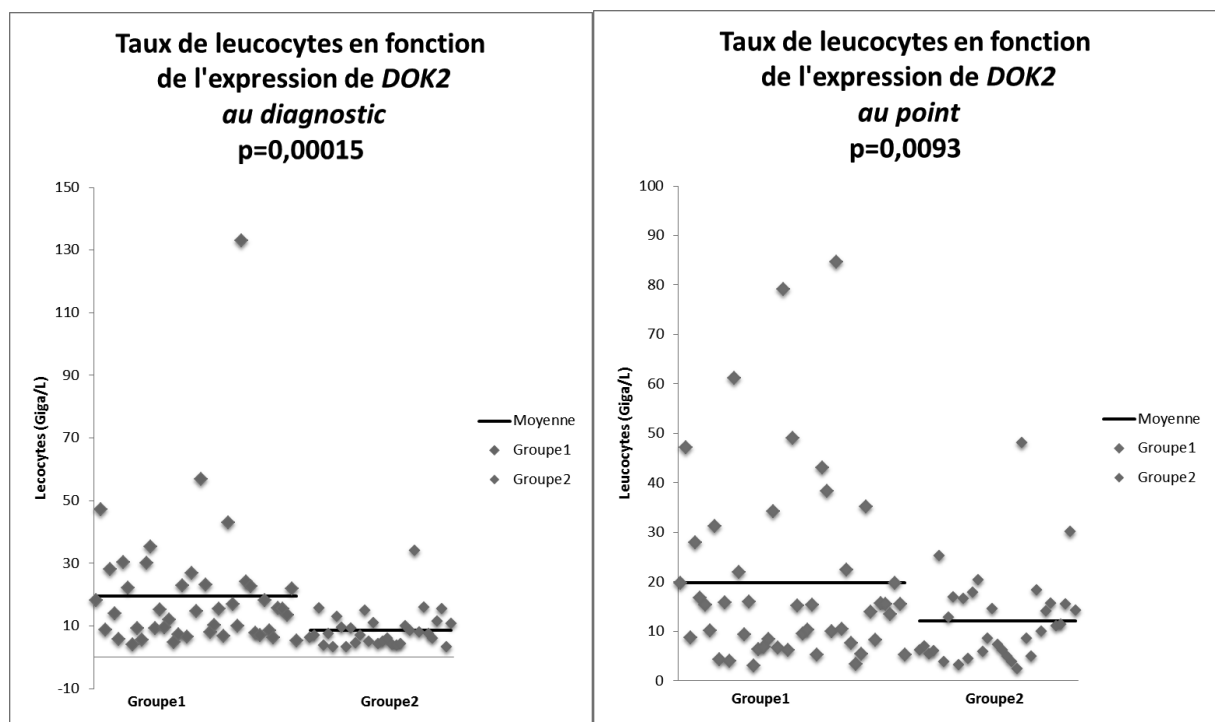 Taux de leucocytes en fonction
de l'expression de DOK2
au diagnostic
p=0,00015
150
130
110
90
70
50
30
10
-10
Lecocytes (Giga/L)
Groupe1
Groupe2
Moyenne
Groupe1
Groupe2
Taux de leucocytes en fonction
de l'expression de DOK2
au point
p=0,0093
100
90
80
70
60
50
40
30
20
10
0
Leucocytes (Giga/L)
Groupe1
Groupe2
Moyenne
Groupe1
Groupe2